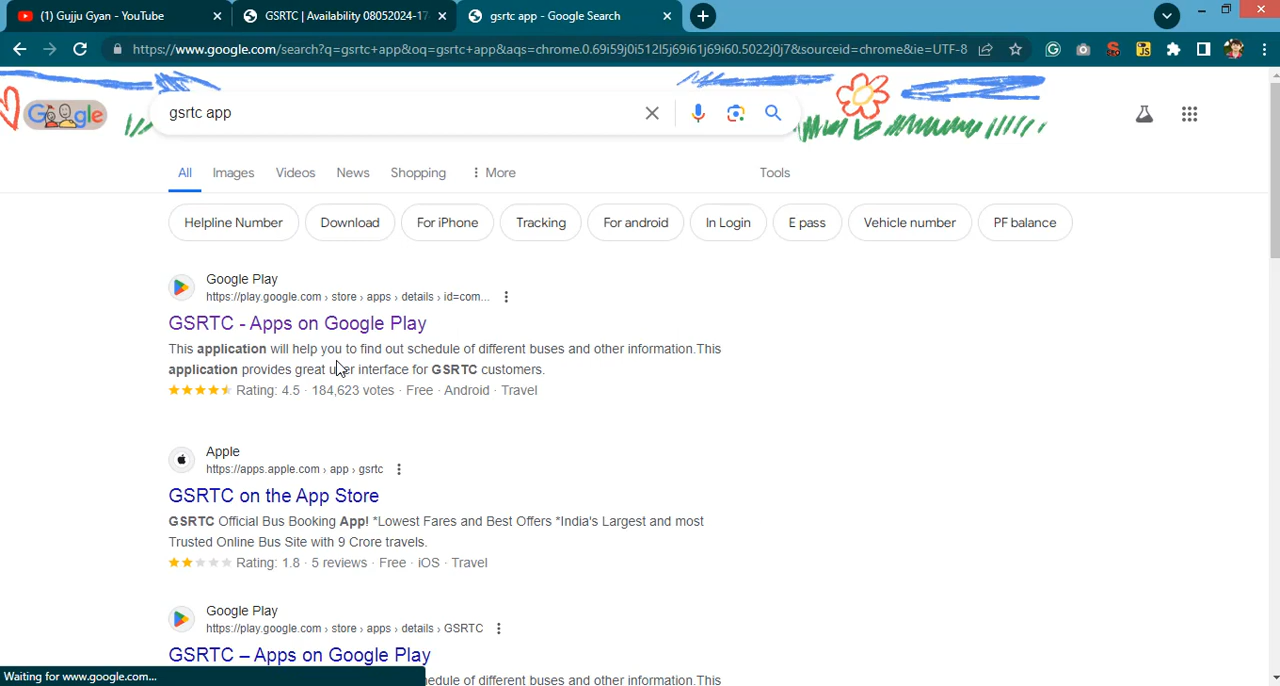 (1) Gujju Gyan - YouTube
GSRTC | Availability 08052024-17
gsrtc app - Google Search
https://www.google.com/search?q=gsrtc+app&oq=gsrtc+app&aqs=chrome.0.69i59j0i512l5j69i61j69i60.5022j0j7&sourceid=chrome&ie=UTF-8
Google
gsrtc app
All Images Videos News Shopping More Tools
Helpline Number Download For iPhone Tracking For android In Login E pass Vehicle number PF balance
Google Play
https://play.google.com › store › apps › details › id=com...
GSRTC - Apps on Google Play
This application will help you to find out schedule of different buses and other information.This
application provides great user interface for GSRTC customers.
Rating: 4.5 · 184,623 votes · Free · Android · Travel
Apple
https://apps.apple.com › app › gsrtc
GSRTC on the App Store
GSRTC Official Bus Booking App! *Lowest Fares and Best Offers *India's Largest and most
Trusted Online Bus Site with 9 Crore travels.
Rating: 1.8 · 5 reviews · Free · iOS · Travel
Google Play
https://play.google.com › store › apps › details › GSRTC
GSRTC – Apps on Google Play
edule of different buses and other information.This
Waiting for www.google.com...